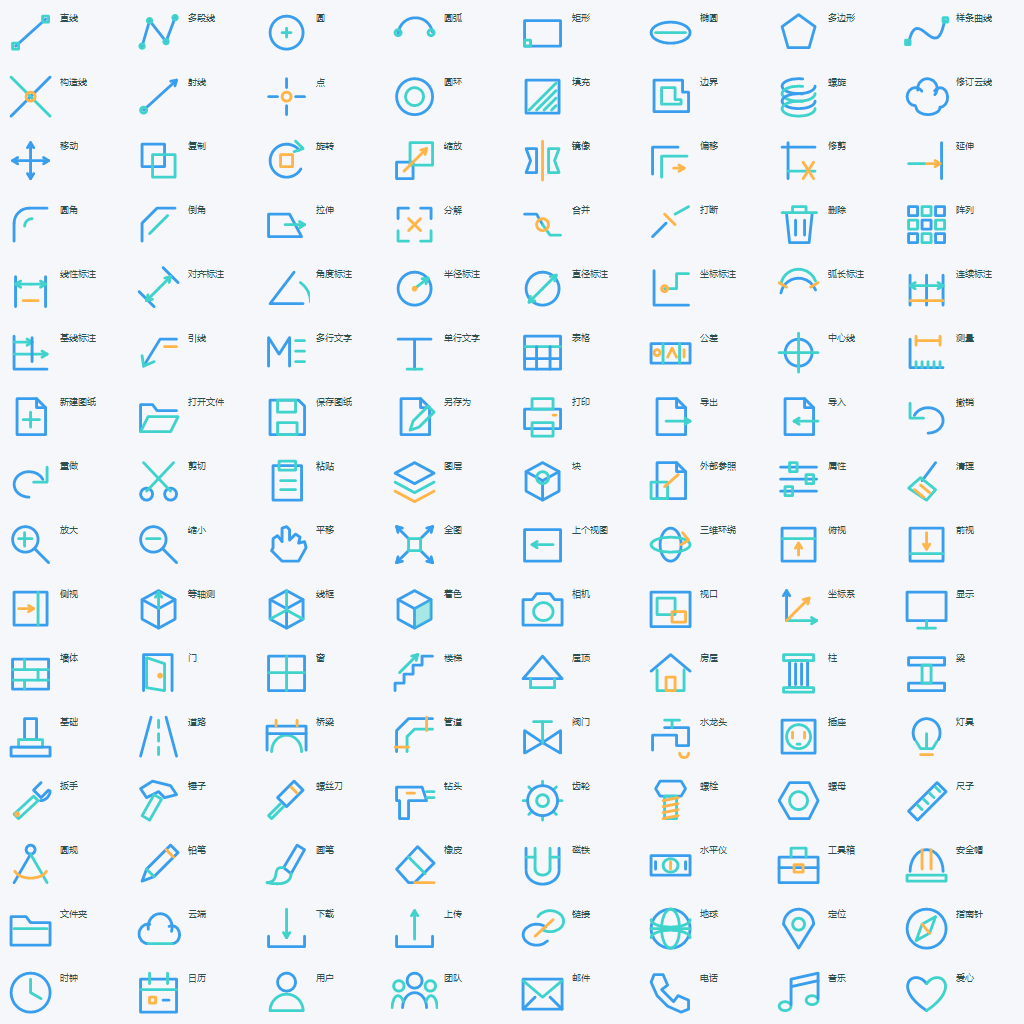 直线 多段线 圆 圆弧 矩形 椭圆 多边形 样条曲线
构造线 射线 点 圆环 填充 边界 螺旋 修订云线
移动 复制 旋转 缩放 镜像 偏移 修剪 延伸
圆角 倒角 拉伸 分解 合并 打断 删除 阵列
线性标注 对齐标注 角度标注 半径标注 直径标注 坐标标注 弧长标注 连续标注
基线标注 引线 多行文字 单行文字 表格 公差 中心线 测量
新建图纸 打开文件 保存图纸 另存为 打印 导出 导入 撤销
重做 剪切 粘贴 图层 块 外部参照 属性 清理
放大 缩小 平移 全图 上个视图 三维环绕 俯视 前视
侧视 等轴测 线框 着色 相机 视口 坐标系 显示
墙体 门 窗 楼梯 屋顶 房屋 柱 梁
基础 道路 桥梁 管道 阀门 水龙头 插座 灯具
扳手 锤子 螺丝刀 钻头 齿轮 螺栓 螺母 尺子
圆规 铅笔 画笔 橡皮 磁铁 水平仪 工具箱 安全帽
文件夹 云端 下载 上传 链接 地球 定位 指南针
时钟 日历 用户 团队 邮件 电话 音乐 爱心